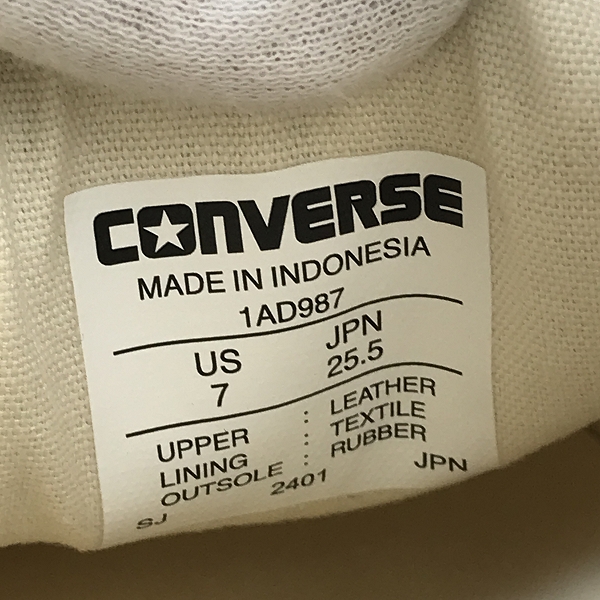 CONVERSE
MADE IN INDONESIA
1AD987
US JPN
7 25.5
UPPER : LEATHER
LINING : TEXTILE
OUTSOLE : RUBBER
SJ 2401 JPN